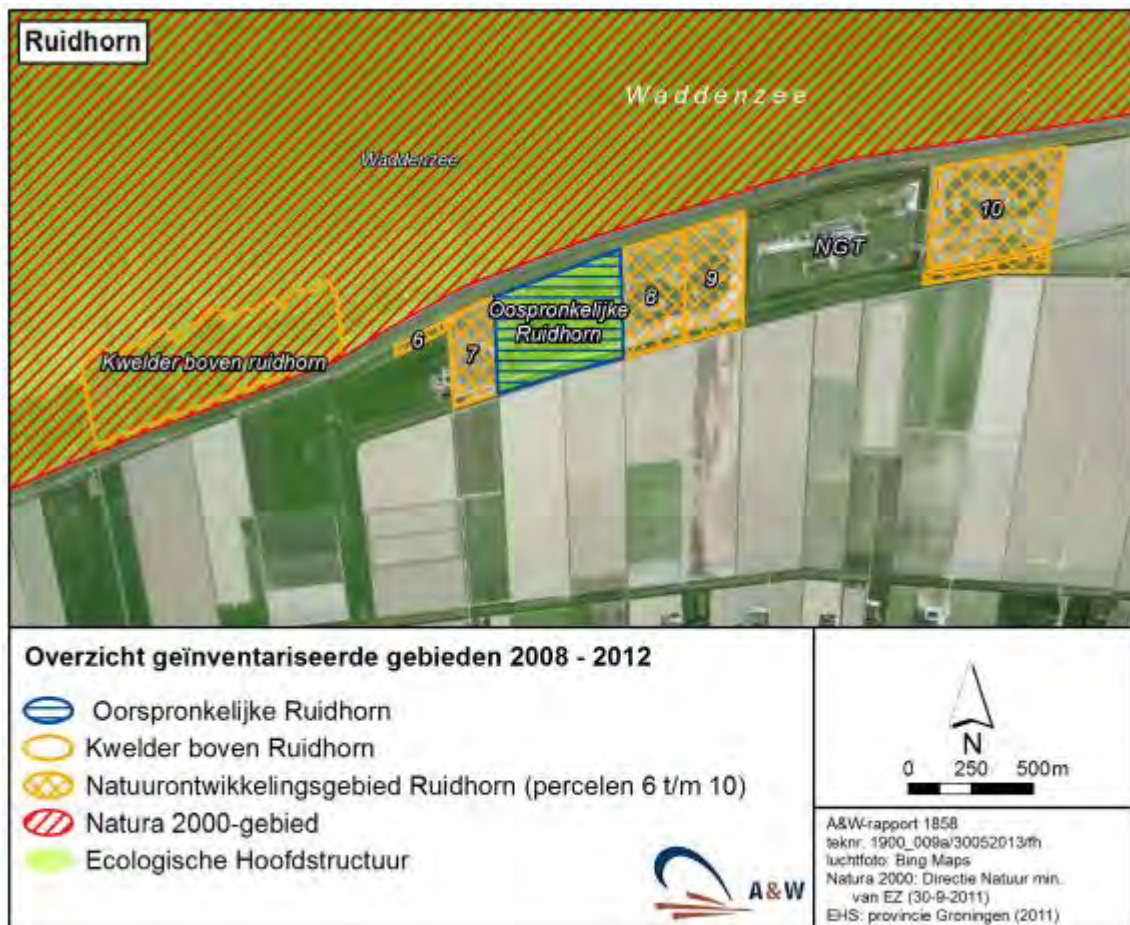 Ruidhorn
Waddenzee
Waddenzee
10
NGT
9
8
Oospronkelijke
Ruidhorn
6
7
Kwelder boven ruidhorn
Overzicht geïnventariseerde gebieden 2008 - 2012
Oorspronkelijke Ruidhorn
Kwelder boven Ruidhorn
Natuurontwikkelingsgebied Ruidhorn (percelen 6 t/m 10)
Natura 2000-gebied
Ecologische Hoofdstructuur
A&W
N
0 250 500m
A&W-rapport 1858
teknr. 1900_009a/30052013/fh
luchtfoto: Bing Maps
Natura 2000: Directie Natuur min.
van EZ (30-9-2011)
EHS: provincie Groningen (2011)